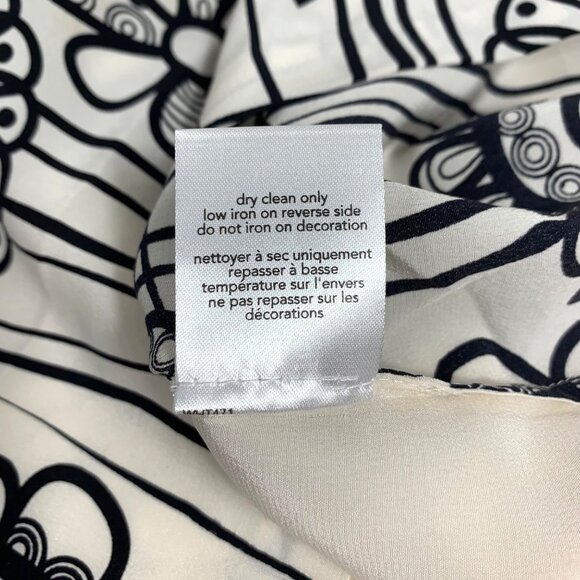 dry clean only
low iron on reverse side
do not iron on decoration
nettoyer à sec uniquement
repasser à basse
température sur l'envers
ne pas repasser sur les
décorations